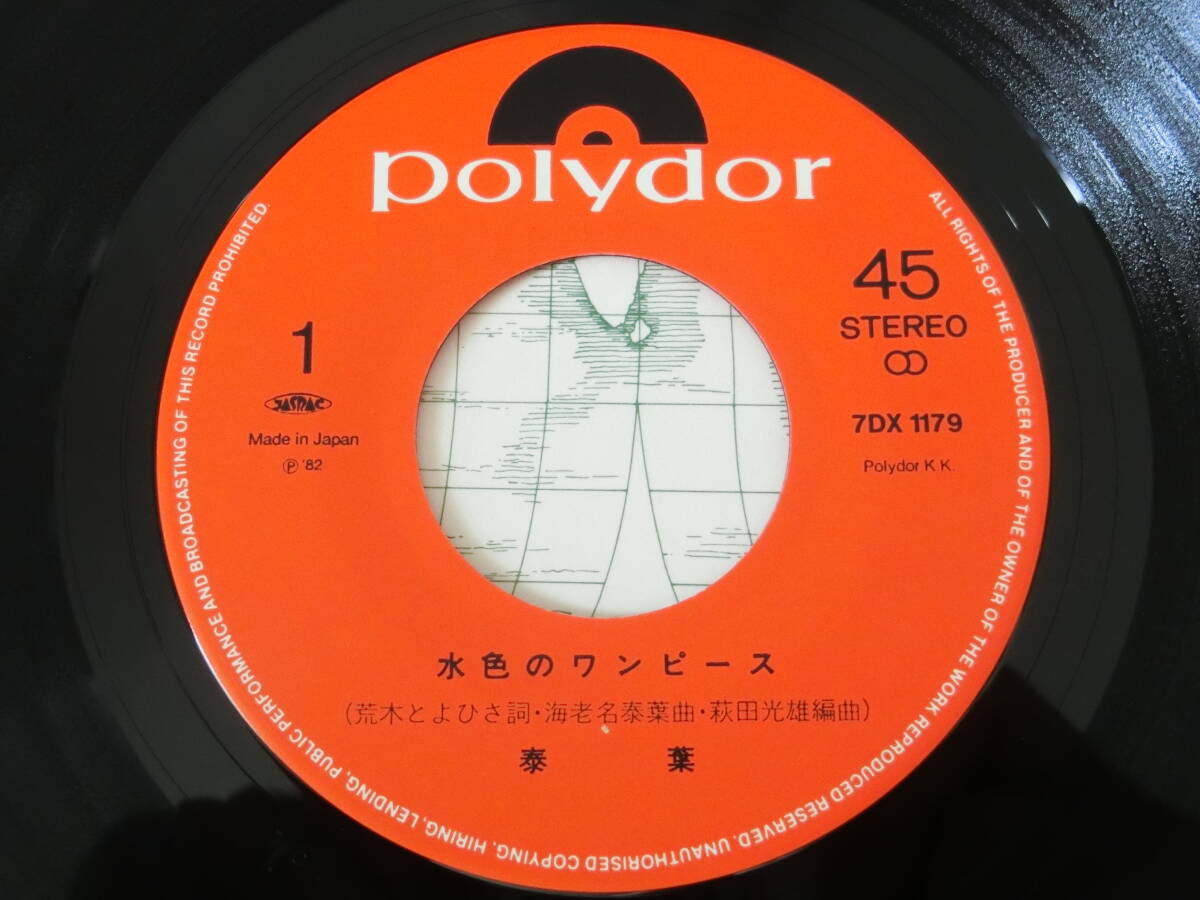 polydor
1
JASRAC
Made in Japan
Ⓟ '82
45
STEREO
7DX 1179
Polydor K.K.
水色のワンピース
(荒木とよひさ詞・海老名泰葉曲・萩田光雄編曲)
泰 葉
ALL RIGHTS OF THE PRODUCER AND OF THE OWNER OF THE WORK REPRODUCED RESERVED. UNAUTHORISED COPYING, HIRING, LENDING, PUBLIC PERFORMANCE AND BROADCASTING OF THIS RECORD PROHIBITED.